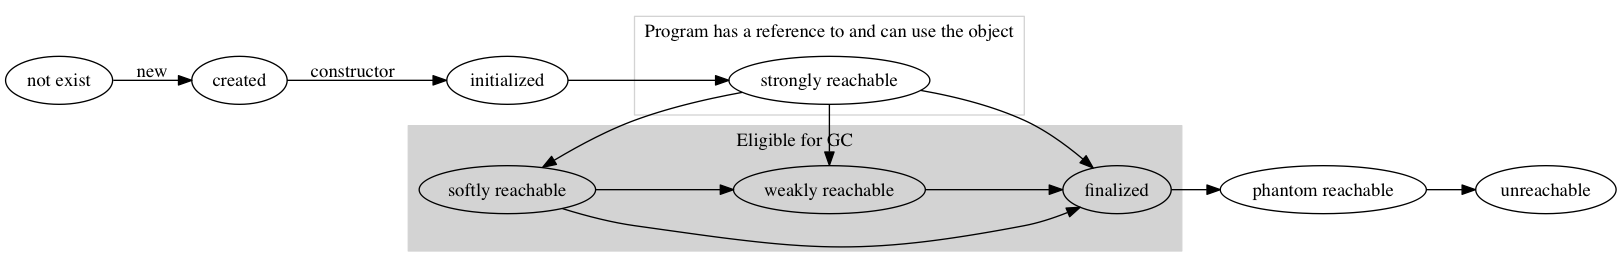 Program has a reference to and can use the object
not exist
new
created
constructor
initialized
strongly reachable
Eligible for GC
softly reachable
weakly reachable
finalized
phantom reachable
unreachable